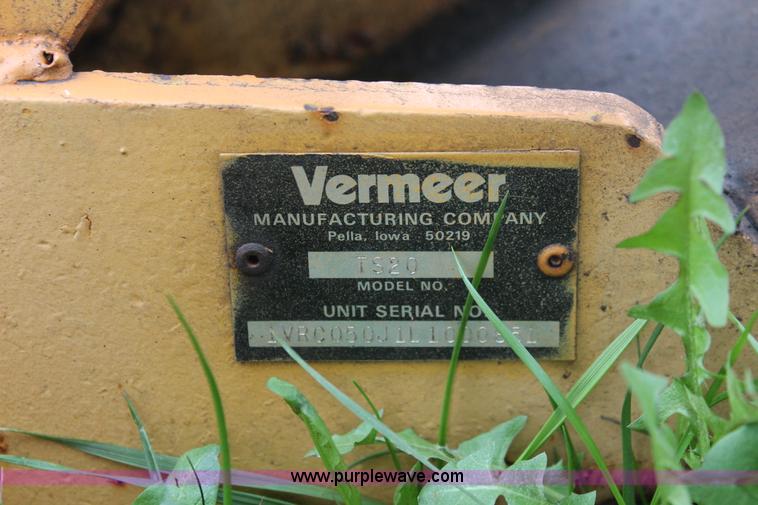 Vermeer
MANUFACTURING COMPANY
Pella, Iowa 50219
TS20
MODEL NO.
UNIT SERIAL NO.
www.purplewave.com